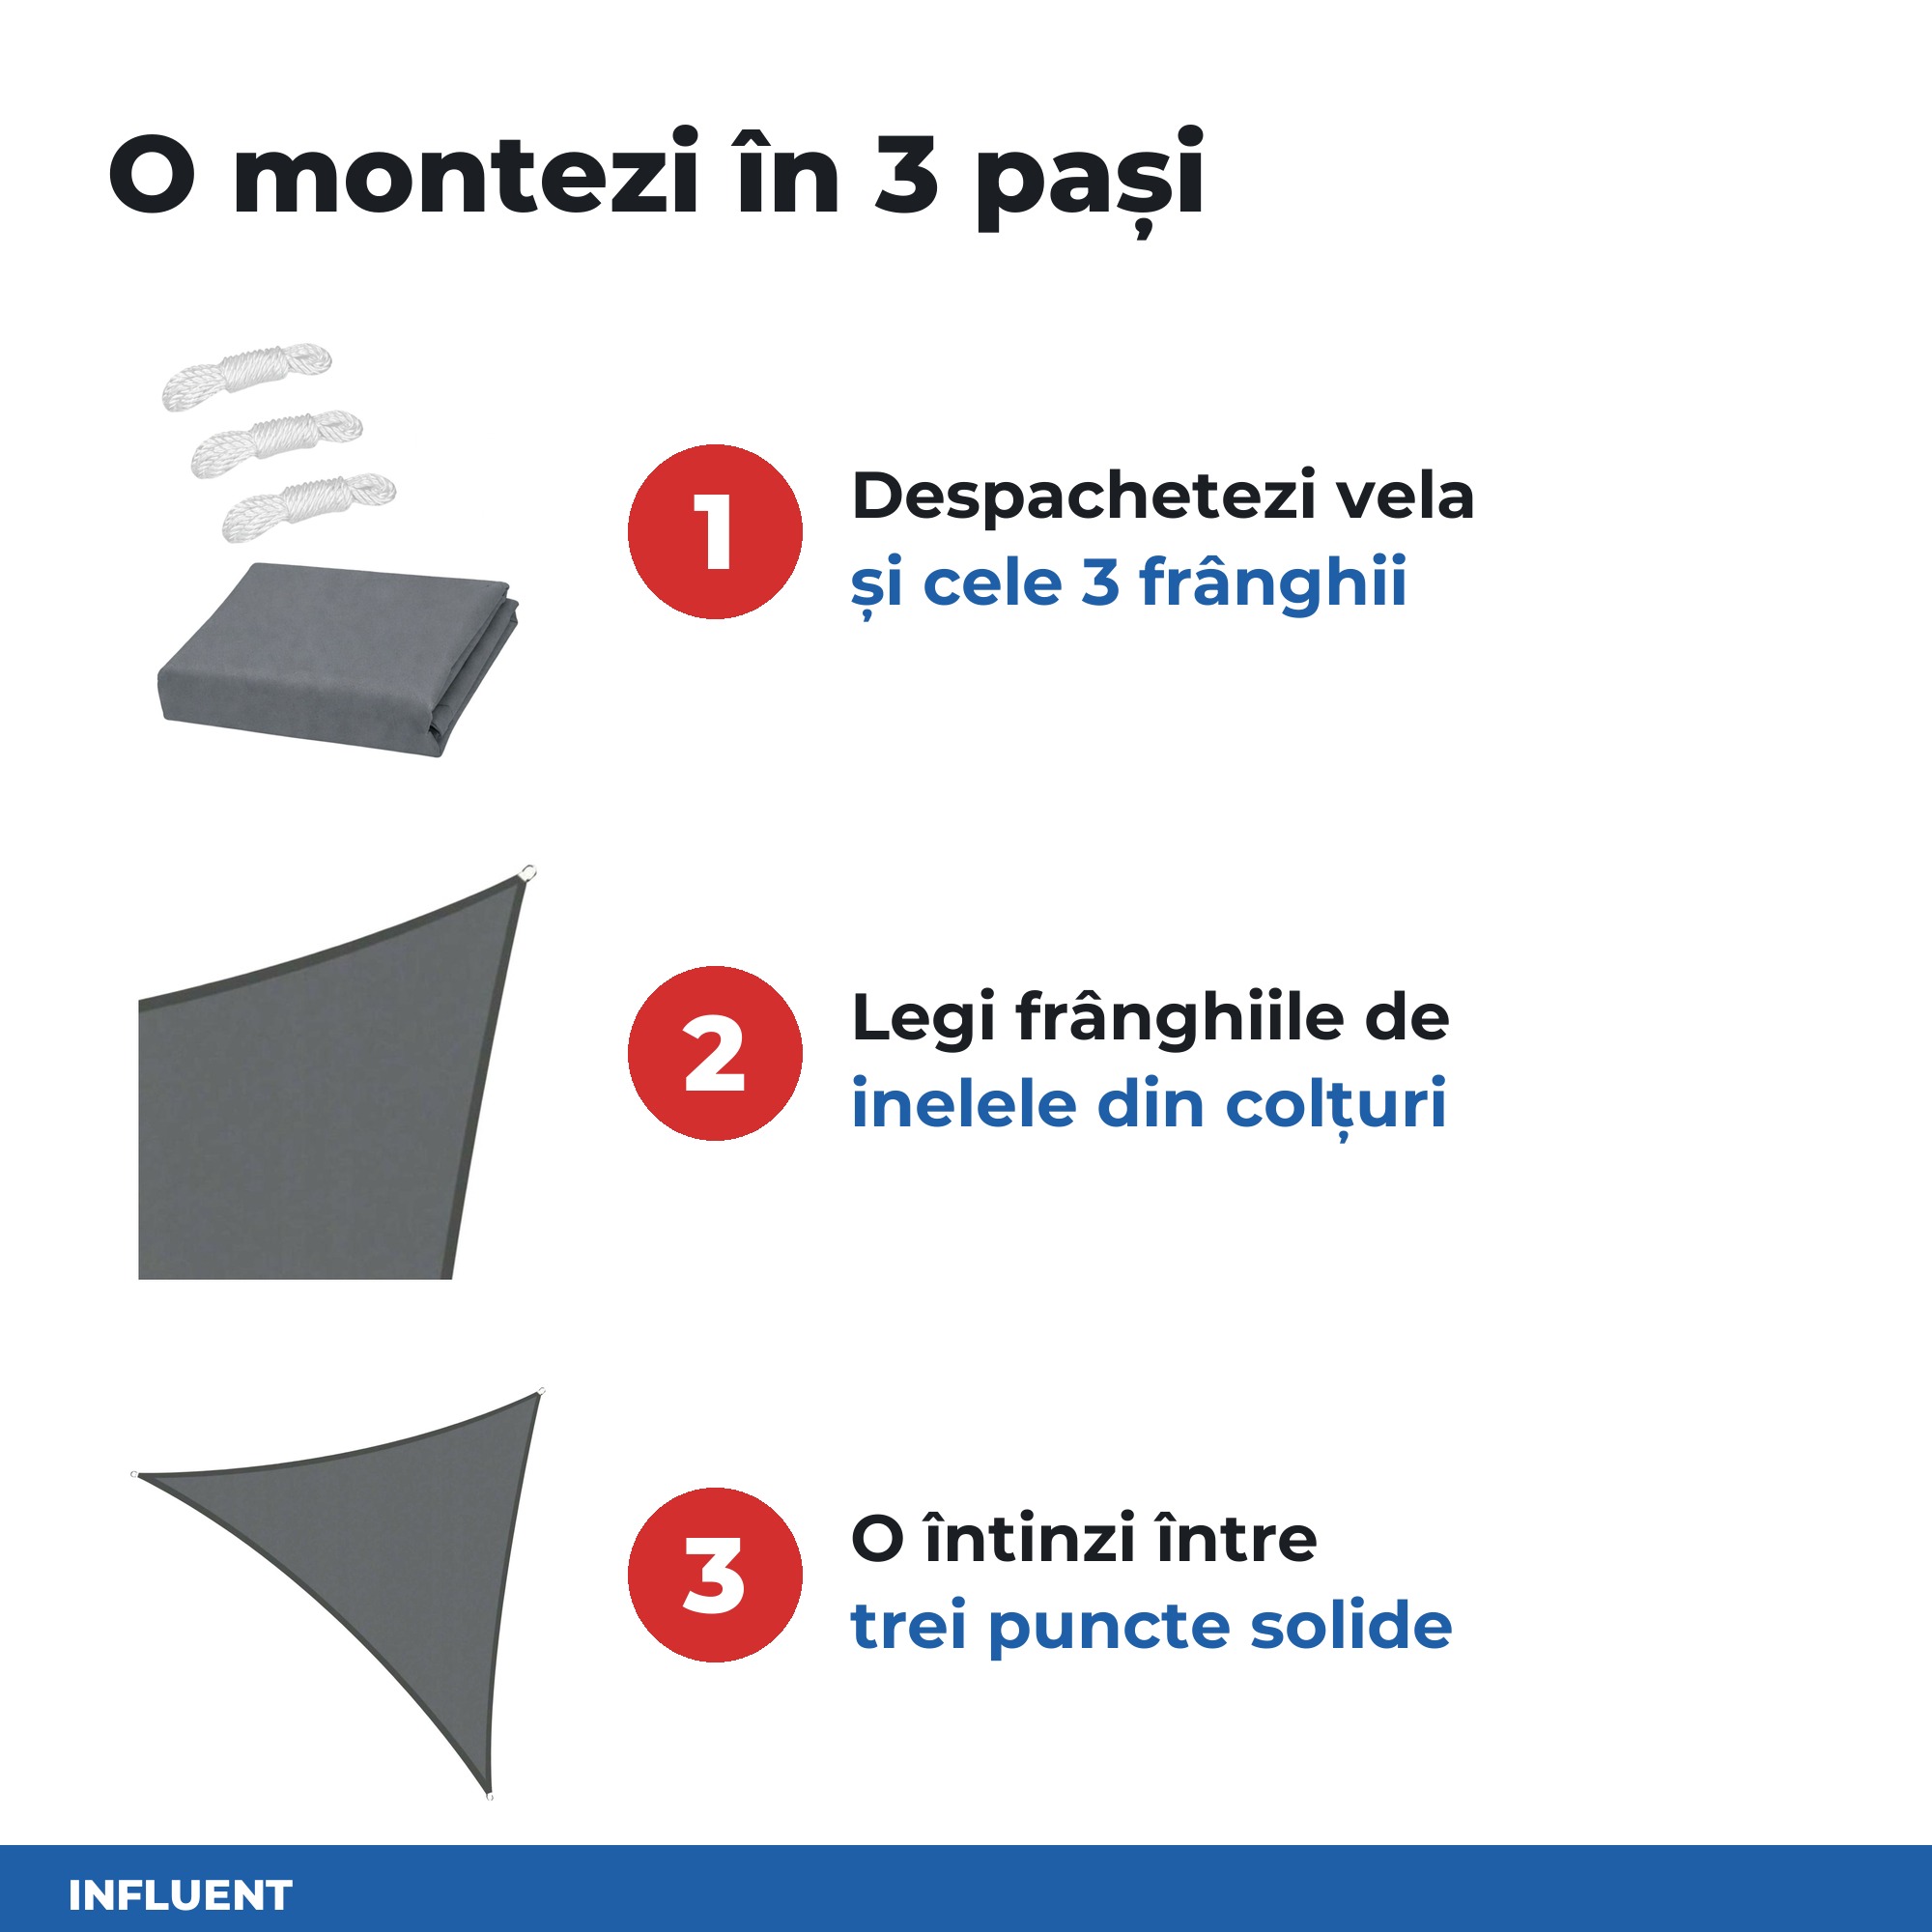 O montezi în 3 pași
1
Despachetezi vela
și cele 3 frânghii
2
Legi frânghiile de
inelele din colțuri
3
O întinzi între
trei puncte solide
INFLUENT